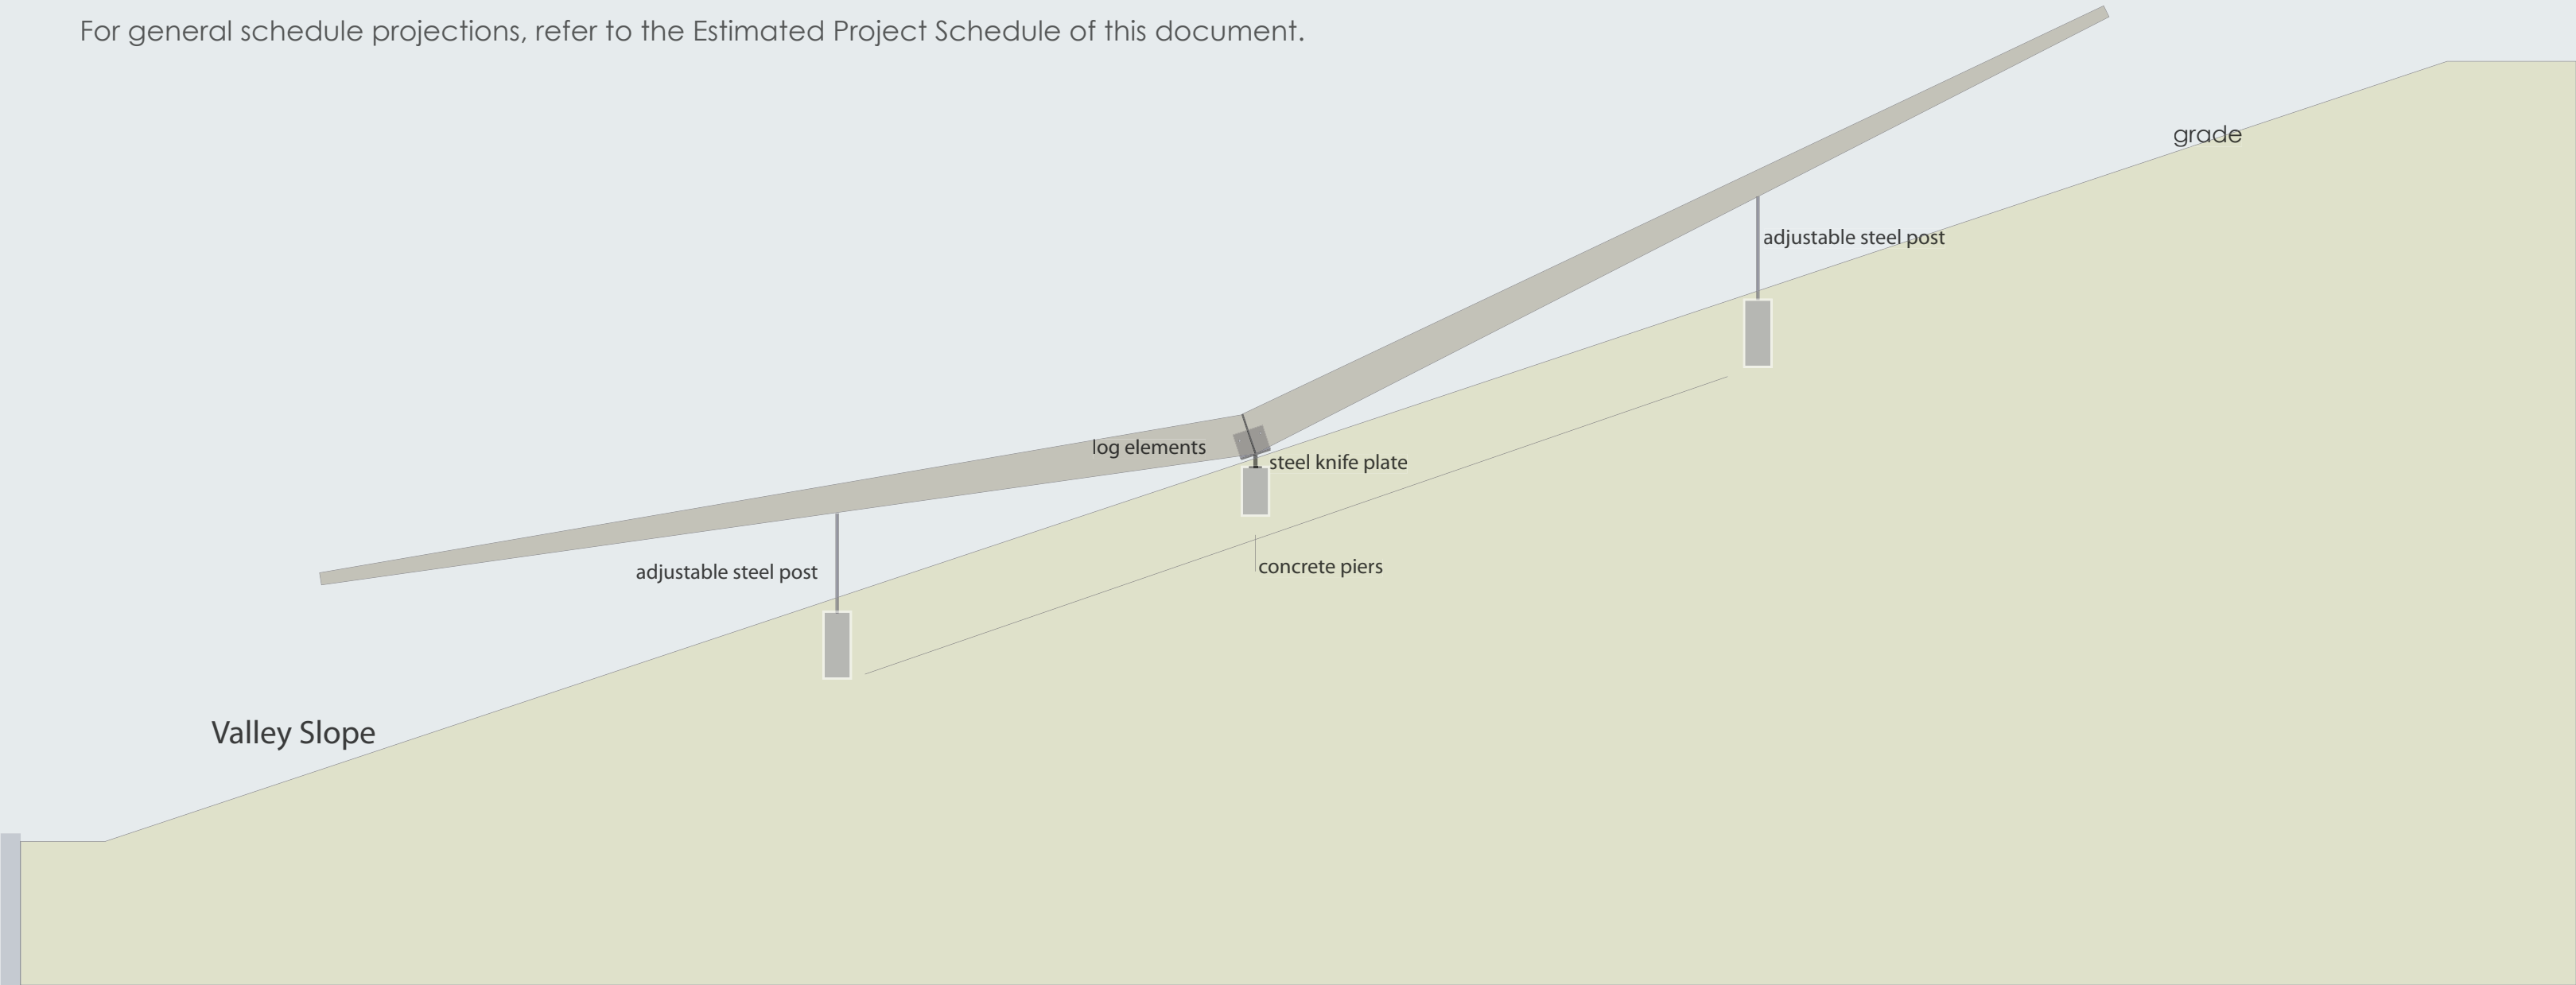 For general schedule projections, refer to the Estimated Project Schedule of this document.
grade
adjustable steel post
log elements
steel knife plate
concrete piers
adjustable steel post
Valley Slope